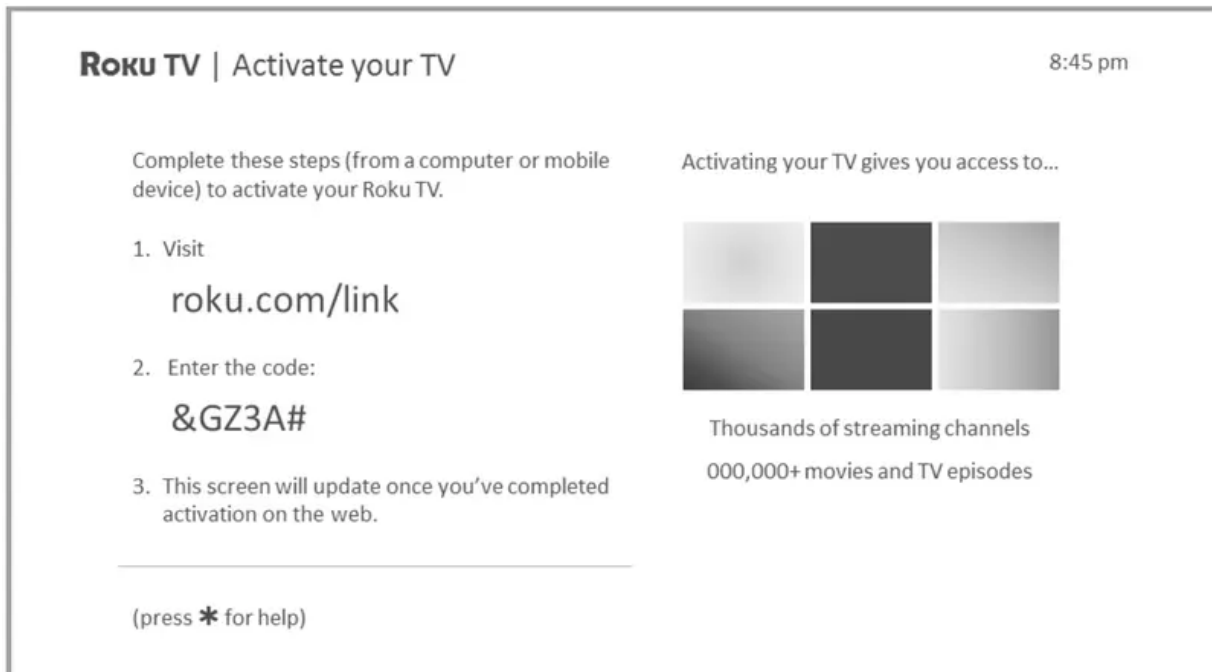 ROKU TV | Activate your TV
8:45 pm
Complete these steps (from a computer or mobile
device) to activate your Roku TV.
1. Visit
roku.com/link
2. Enter the code:
&GZ3A#
3. This screen will update once you've completed
activation on the web.
(press * for help)
Activating your TV gives you access to...
Thousands of streaming channels
000,000+ movies and TV episodes